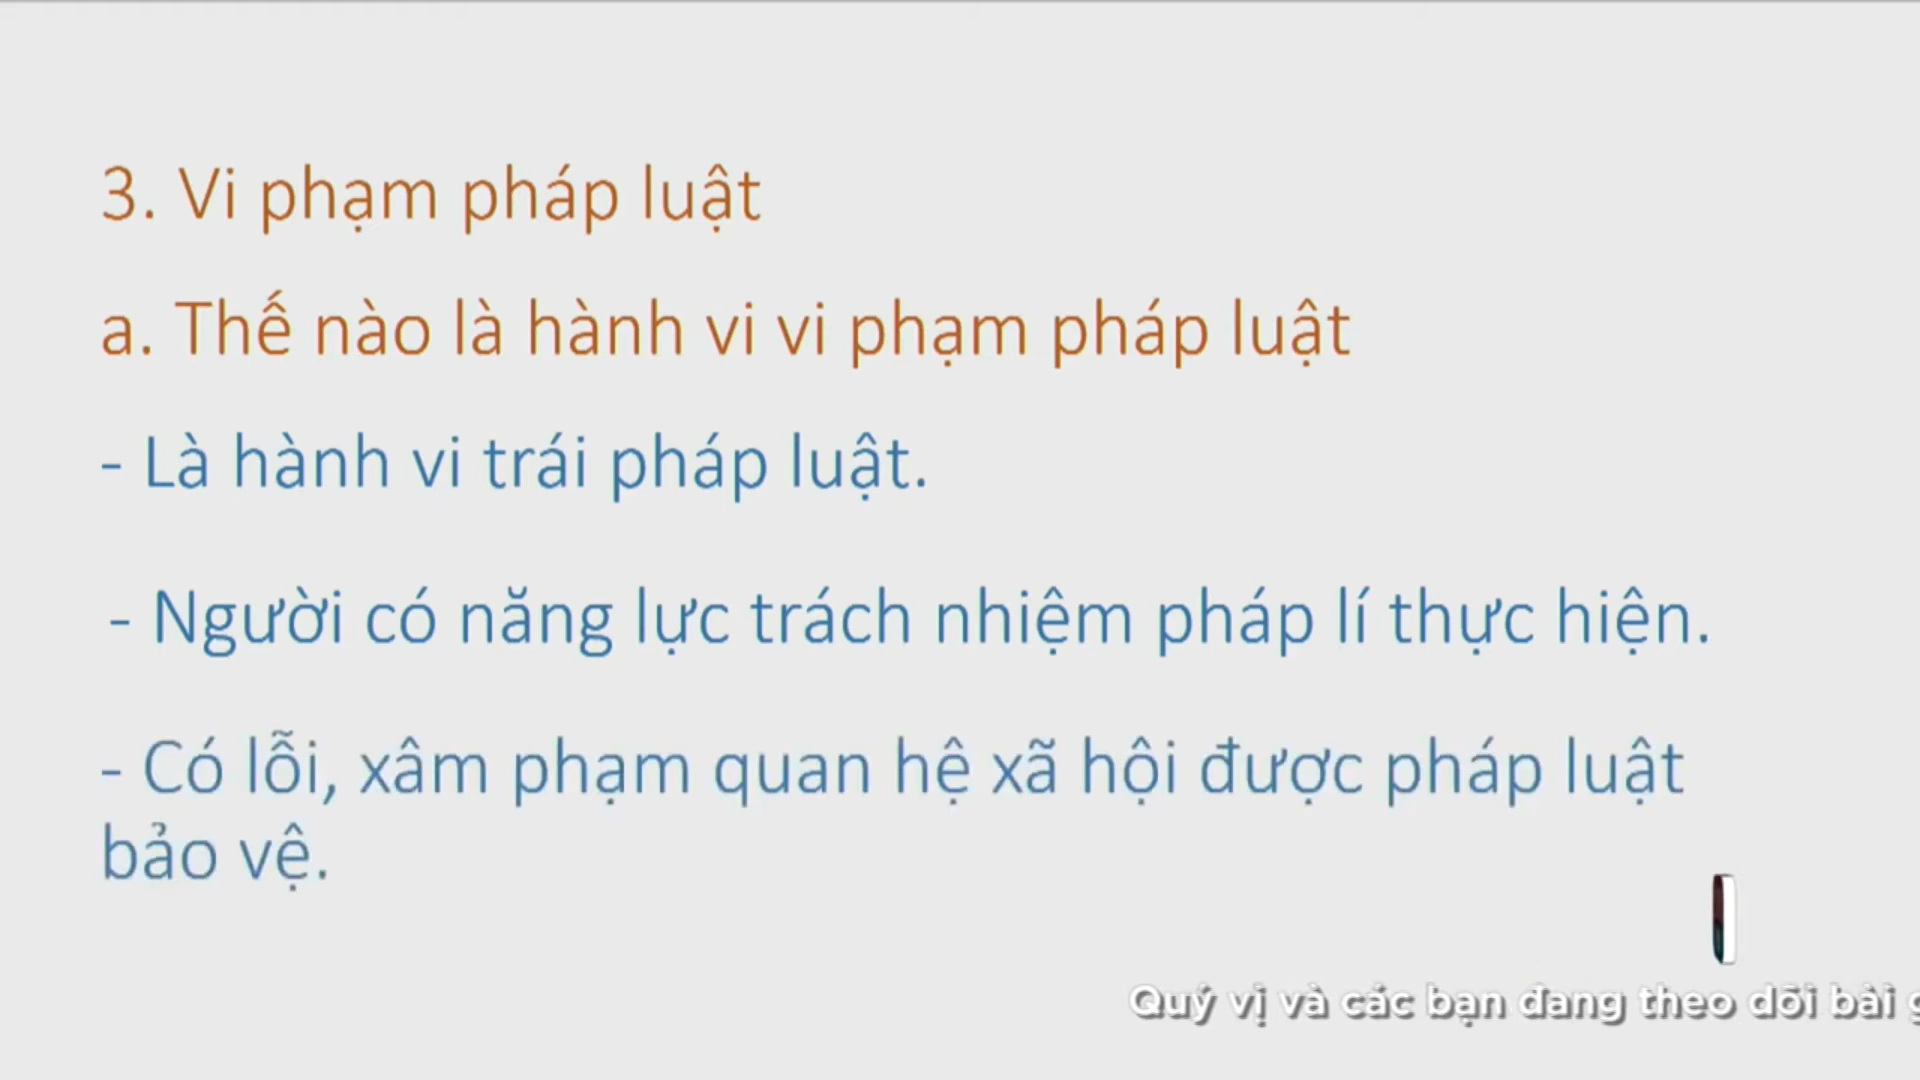 3. Vi phạm pháp luật
a. Thế nào là hành vi vi phạm pháp luật
- Là hành vi trái pháp luật.
- Người có năng lực trách nhiệm pháp lí thực hiện.
- Có lỗi, xâm phạm quan hệ xã hội được pháp luật
bảo vệ.
Quý vị và các bạn đang theo dõi bài